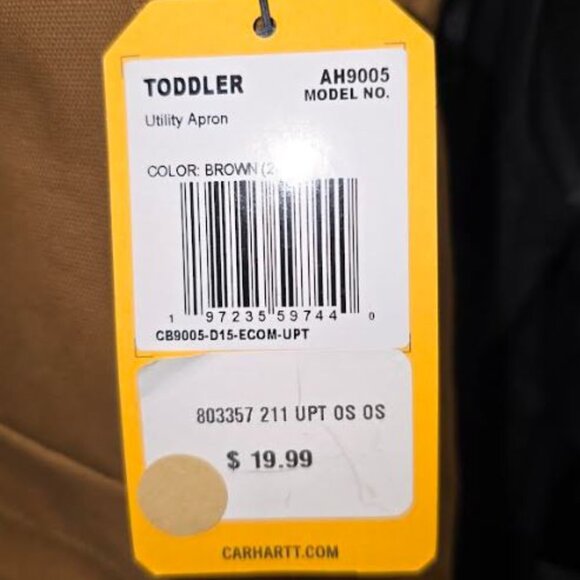 TODDLER
AH9005
MODEL NO.
Utility Apron
COLOR: BROWN (2
1 97235 59744 0
CB9005-D15-ECOM-UPT
803357 211 UPT OS OS
$ 19.99
CARHARTT.COM